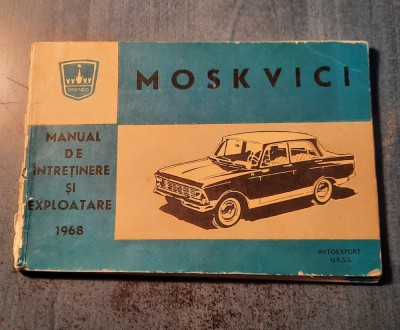 MOSKVICI
MANUAL
DE
ÎNTREȚINERE
ȘI
EXPLOATARE
1968
AVTOEXPORT
U.R.S.S.